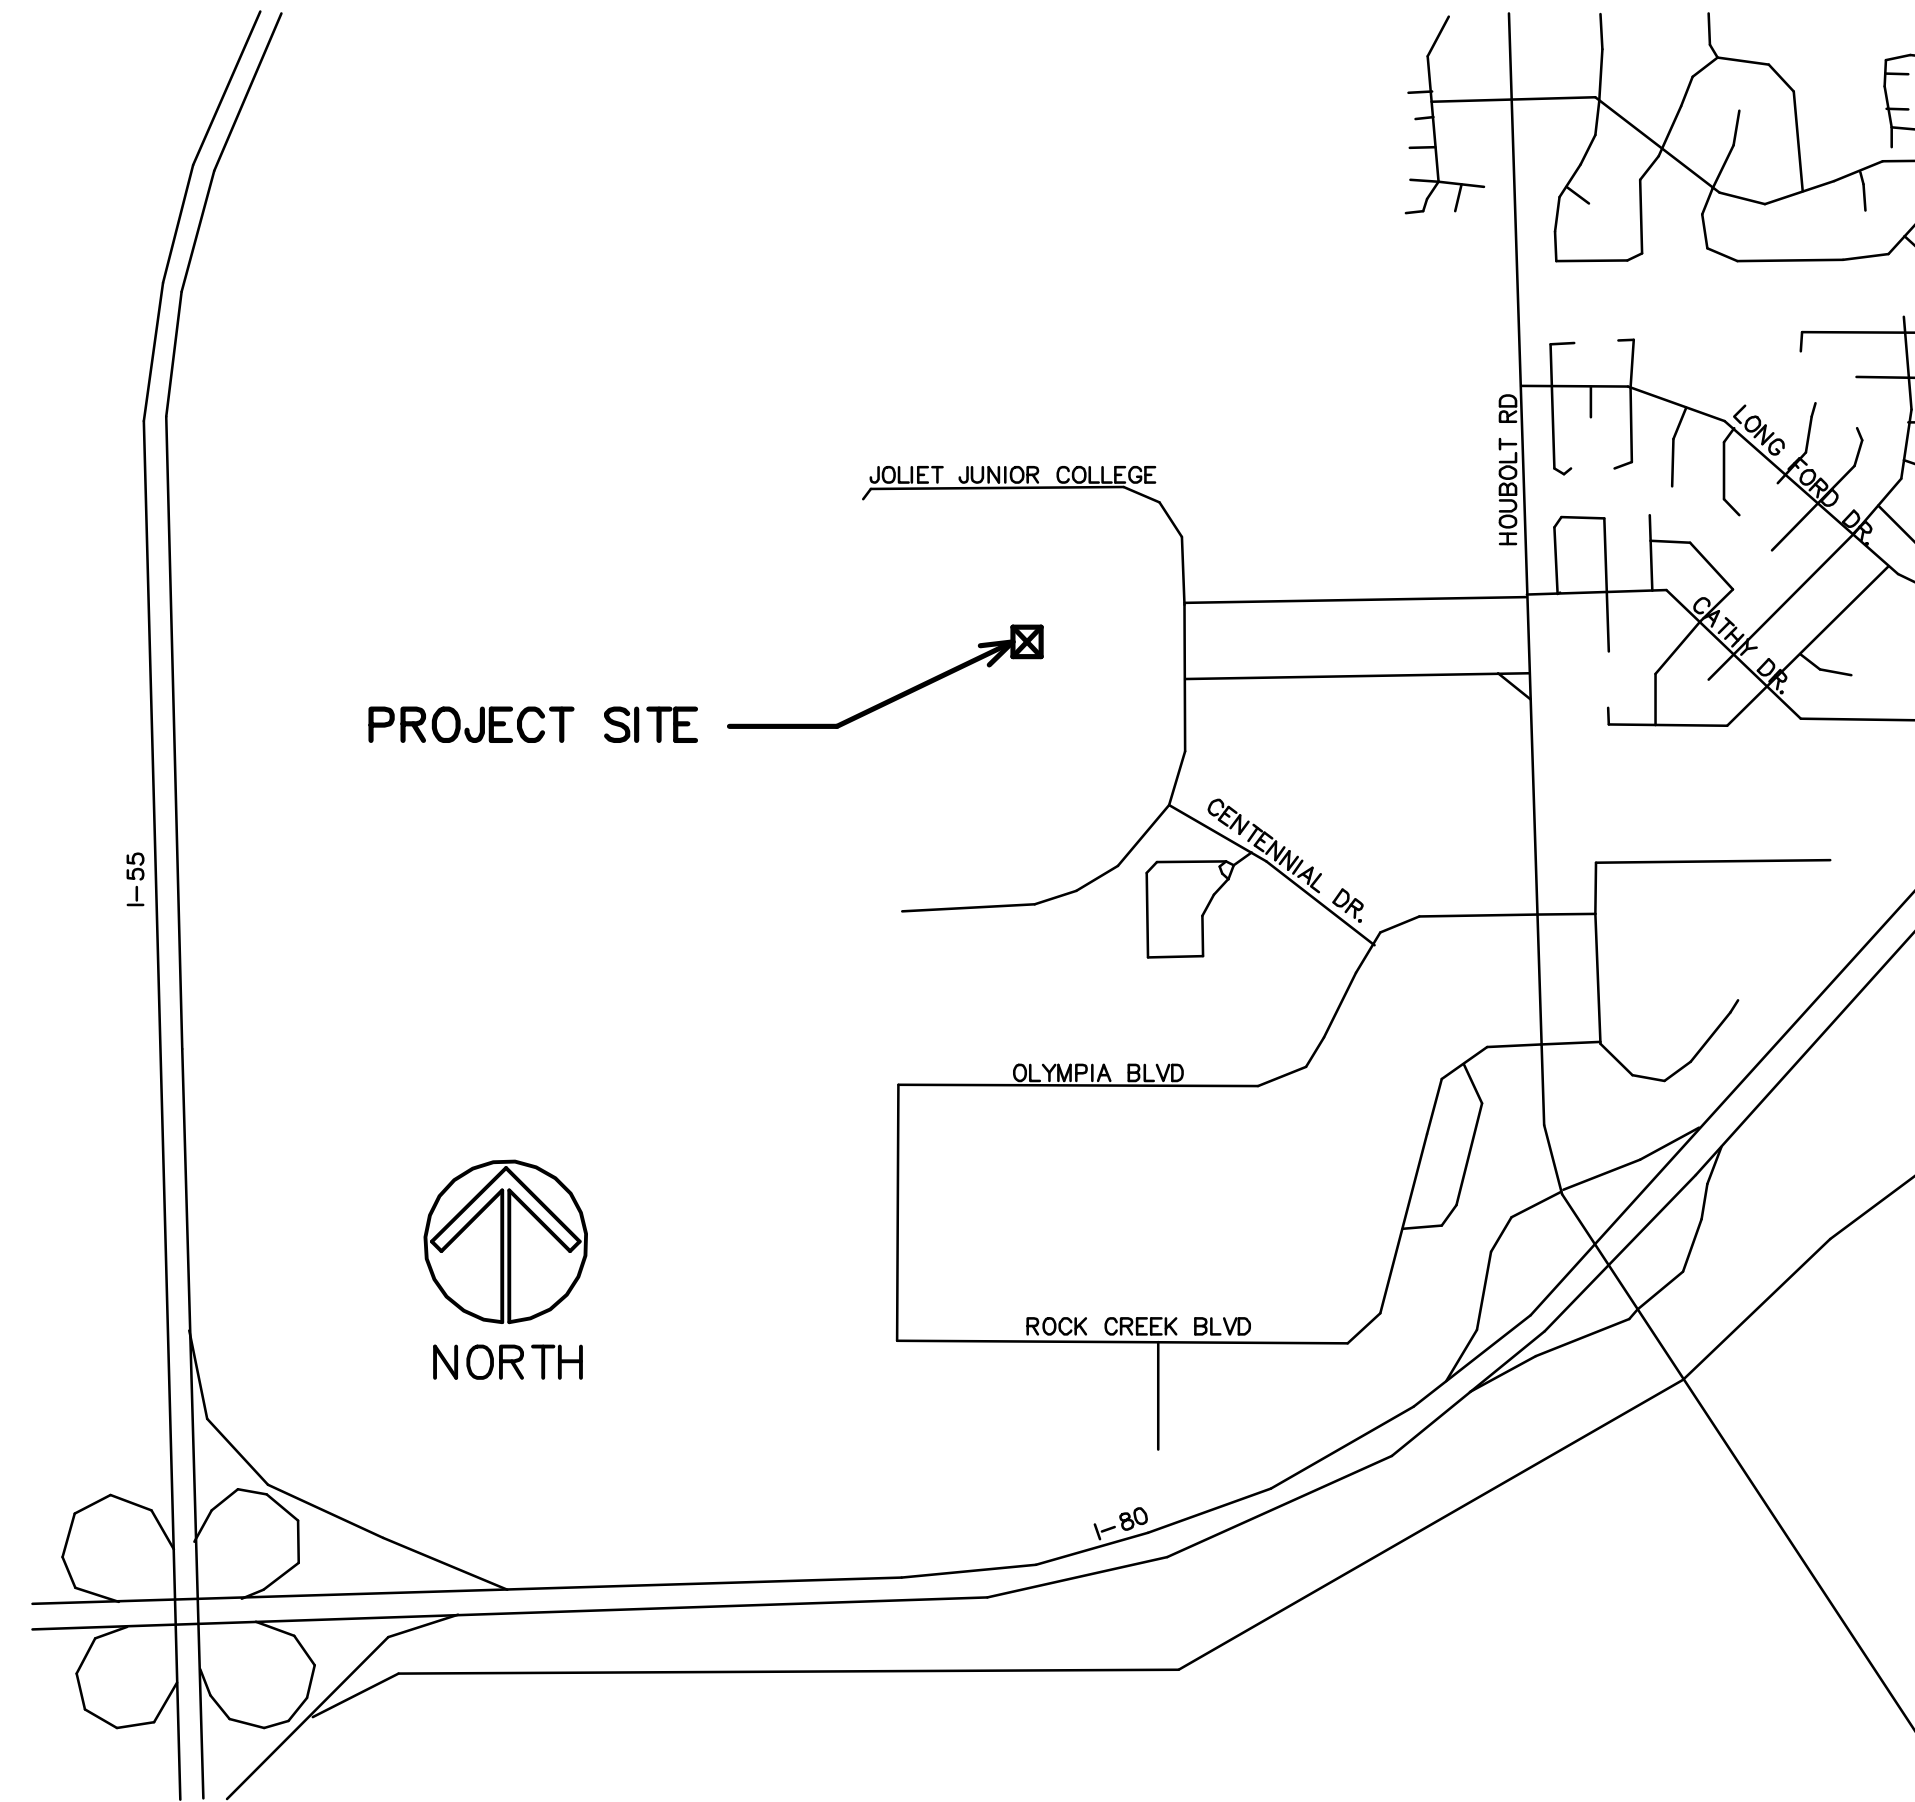 HOUBOLT RD
LONG FORD DR.
JOLIET JUNIOR COLLEGE
CATHY DR.
PROJECT SITE
CENTENNIAL DR.
I-55
OLYMPIA BLVD
ROCK CREEK BLVD
NORTH
I-80